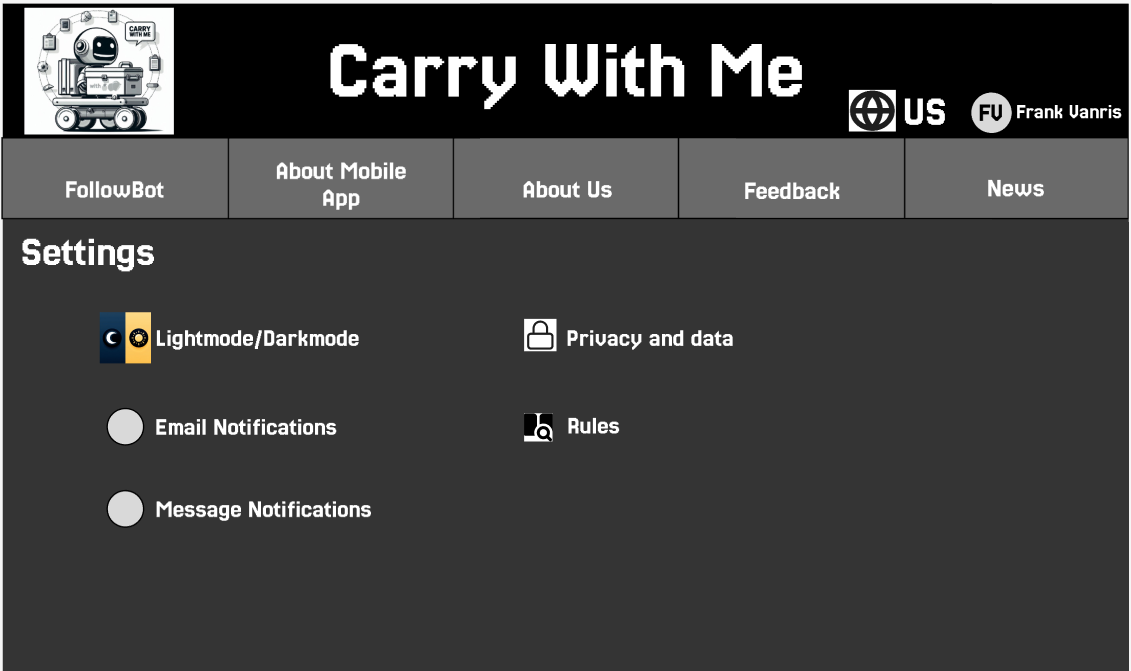 CARRY
WITH ME
with
Carry With Me
US
FV
Frank Vanris
FollowBot
About Mobile
App
About Us
Feedback
News
Settings
Lightmode/Darkmode
Privacy and data
Email Notifications
Rules
Message Notifications